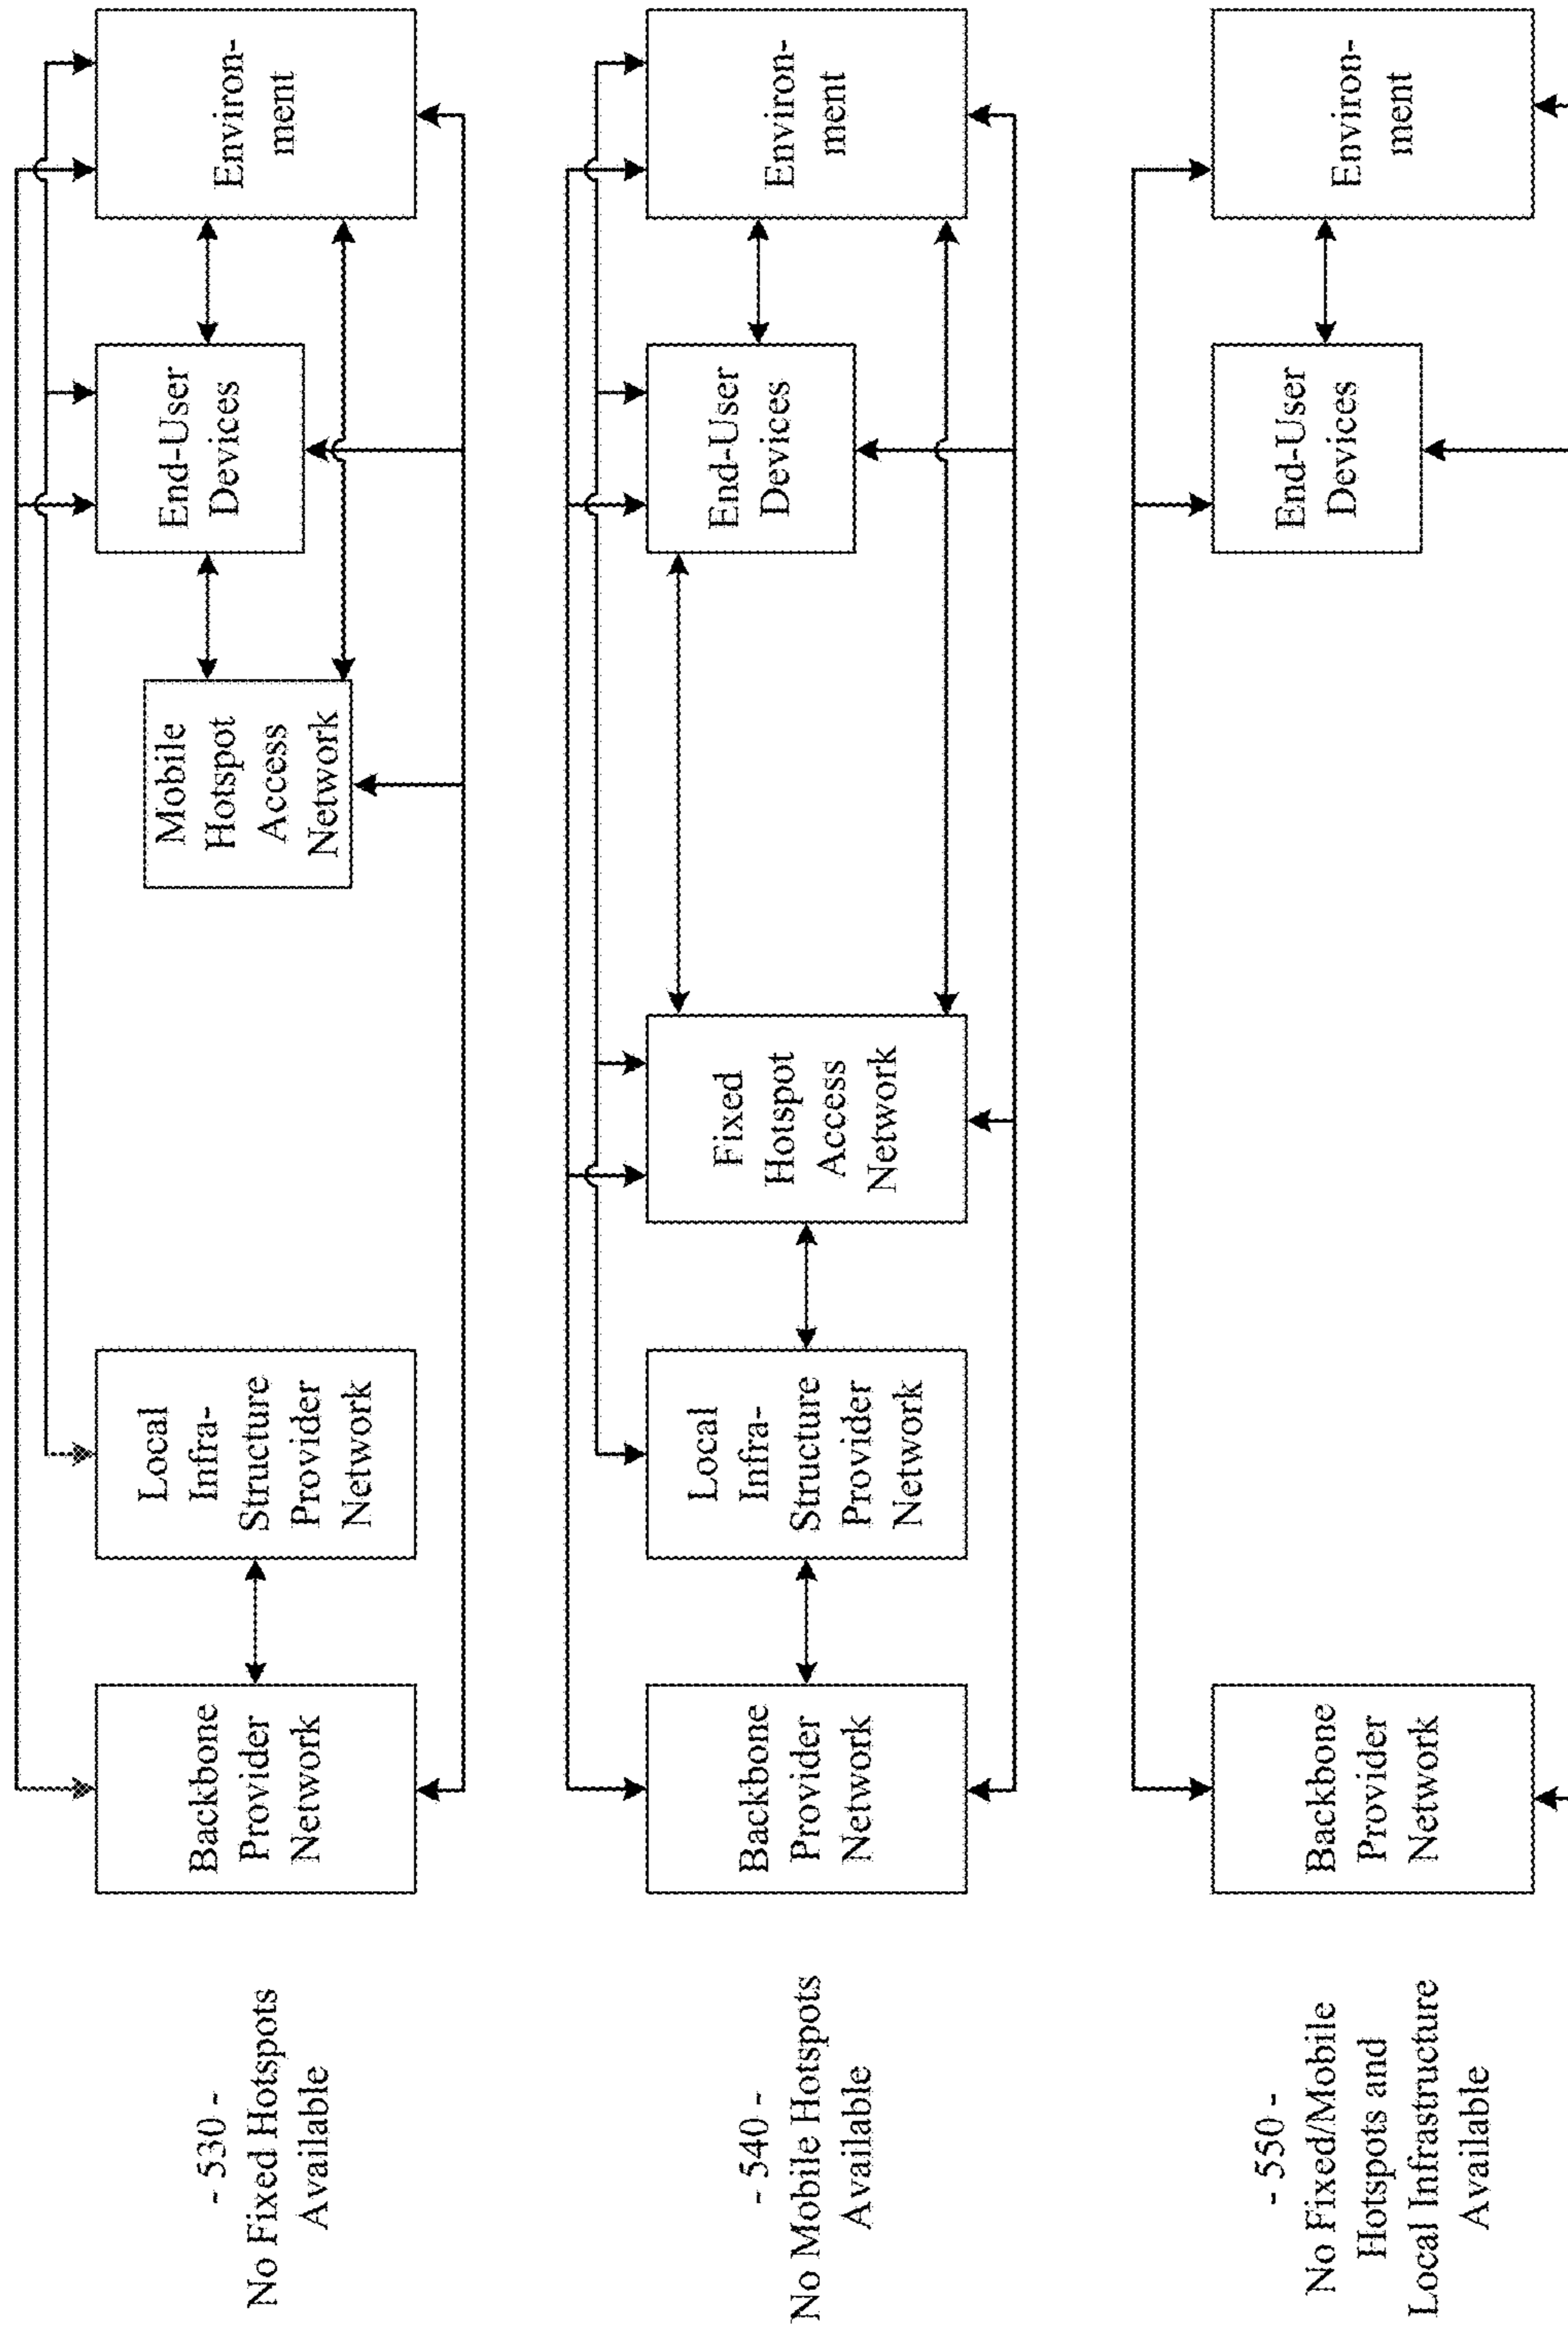 - 530 -
No Fixed Hotspots
Available
Backbone
Provider
Network
Local
Infra-
Structure
Provider
Network
Mobile
Hotspot
Access
Network
End-User
Devices
Environ-
ment
- 540 -
No Mobile Hotspots
Available
Backbone
Provider
Network
Local
Infra-
Structure
Provider
Network
Fixed
Hotspot
Access
Network
End-User
Devices
Environ-
ment
- 550 -
No Fixed/Mobile
Hotspots and
Local Infrastructure
Available
Backbone
Provider
Network
End-User
Devices
Environ-
ment